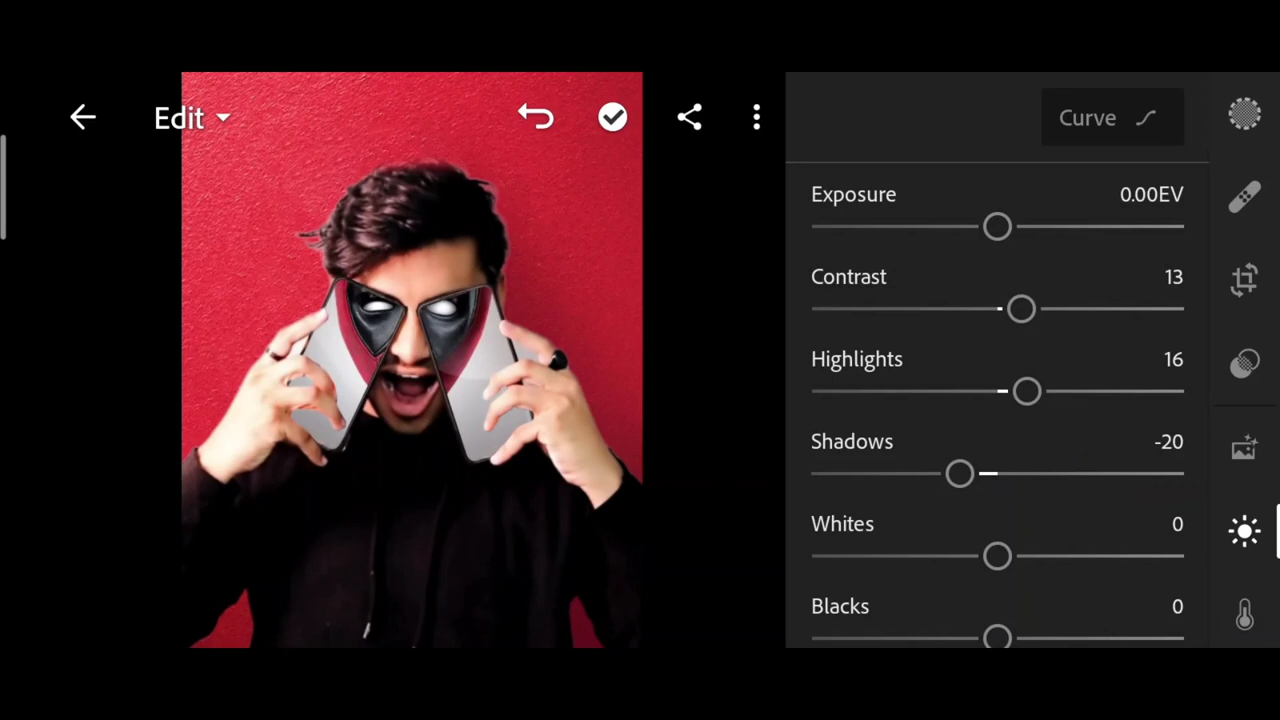 Edit
Curve
Exposure 0.00EV
Contrast 13
Highlights 16
Shadows -20
Whites 0
Blacks 0